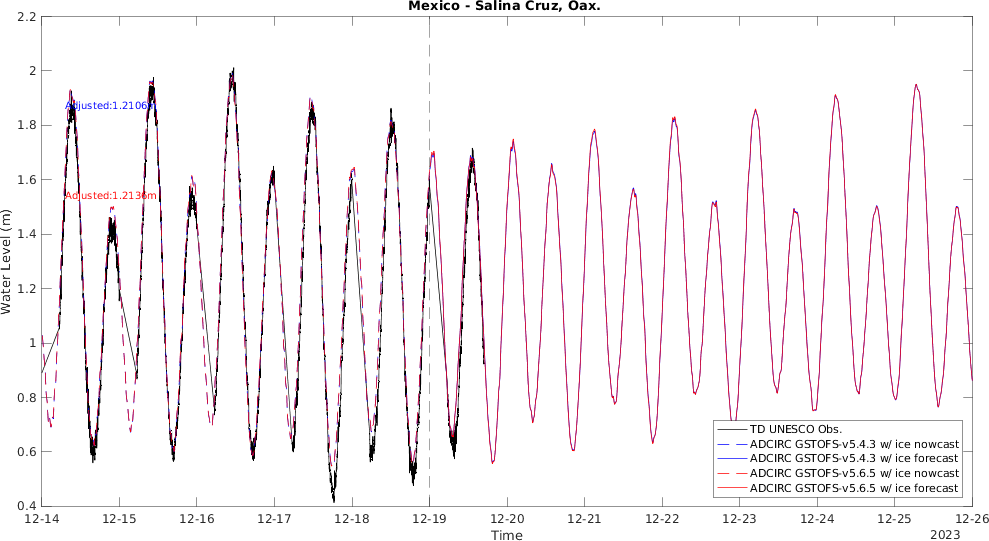 Mexico - Salina Cruz, Oax.
2.2
2
1.8
1.6
1.4
1.2
1
0.8
0.6
0.4
Water Level (m)
Adjusted:1.2106m
Adjusted:1.2136m
TD UNESCO Obs.
ADCIRC GSTOFS-v5.4.3 w/ ice nowcast
ADCIRC GSTOFS-v5.4.3 w/ ice forecast
ADCIRC GSTOFS-v5.6.5 w/ ice nowcast
ADCIRC GSTOFS-v5.6.5 w/ ice forecast
12-14 12-15 12-16 12-17 12-18 12-19 12-20 12-21 12-22 12-23 12-24 12-25 12-26
Time
2023